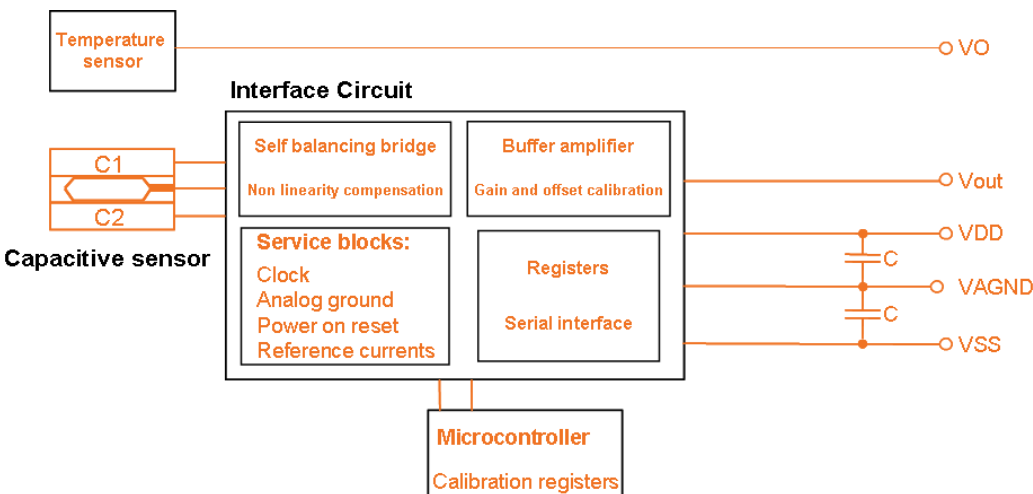 Temperature
sensor
VO
Interface Circuit
Self balancing bridge
Non linearity compensation
Buffer amplifier
Gain and offset calibration
C1
C2
Capacitive sensor
Vout
Service blocks:
Clock
Analog ground
Power on reset
Reference currents
Registers
Serial interface
VDD
C
VAGND
C
VSS
Microcontroller
Calibration registers